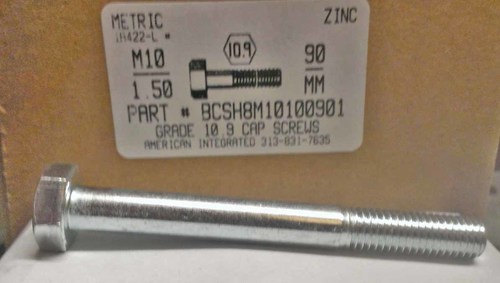 METRIC ZINC
M10 10.9 90
1.50 MM
PART # BCSH8M10100901
GRADE 10.9 CAP SCREWS
AMERICAN INTEGRATED 313-831-7635